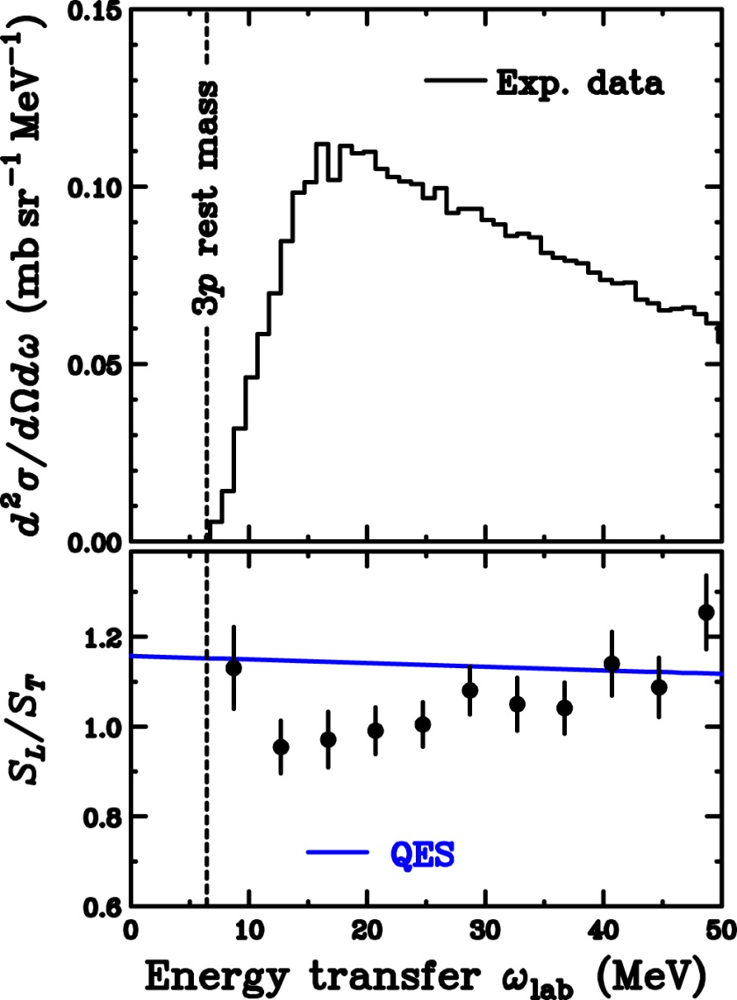 d²σ/dΩdω (mb sr⁻¹ MeV⁻¹)
0.15
0.10
0.05
0.00
3p rest mass
Exp. data
S_L/S_T
1.2
1.0
0.8
0.6
QES
0 10 20 30 40 50
Energy transfer ω_lab (MeV)